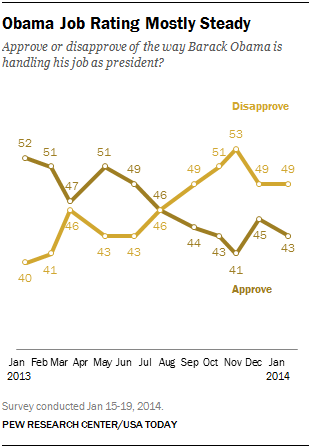 Obama Job Rating Mostly Steady
Approve or disapprove of the way Barack Obama is
handling his job as president?
Disapprove
52 51 47 51 49 46 44 43 41 45 43
40 41 46 43 43 46 49 51 53 49 49
Approve
Jan Feb Mar Apr May Jun Jul Aug Sep Oct Nov Dec Jan
2013 2014
Survey conducted Jan 15-19, 2014.
PEW RESEARCH CENTER/USA TODAY